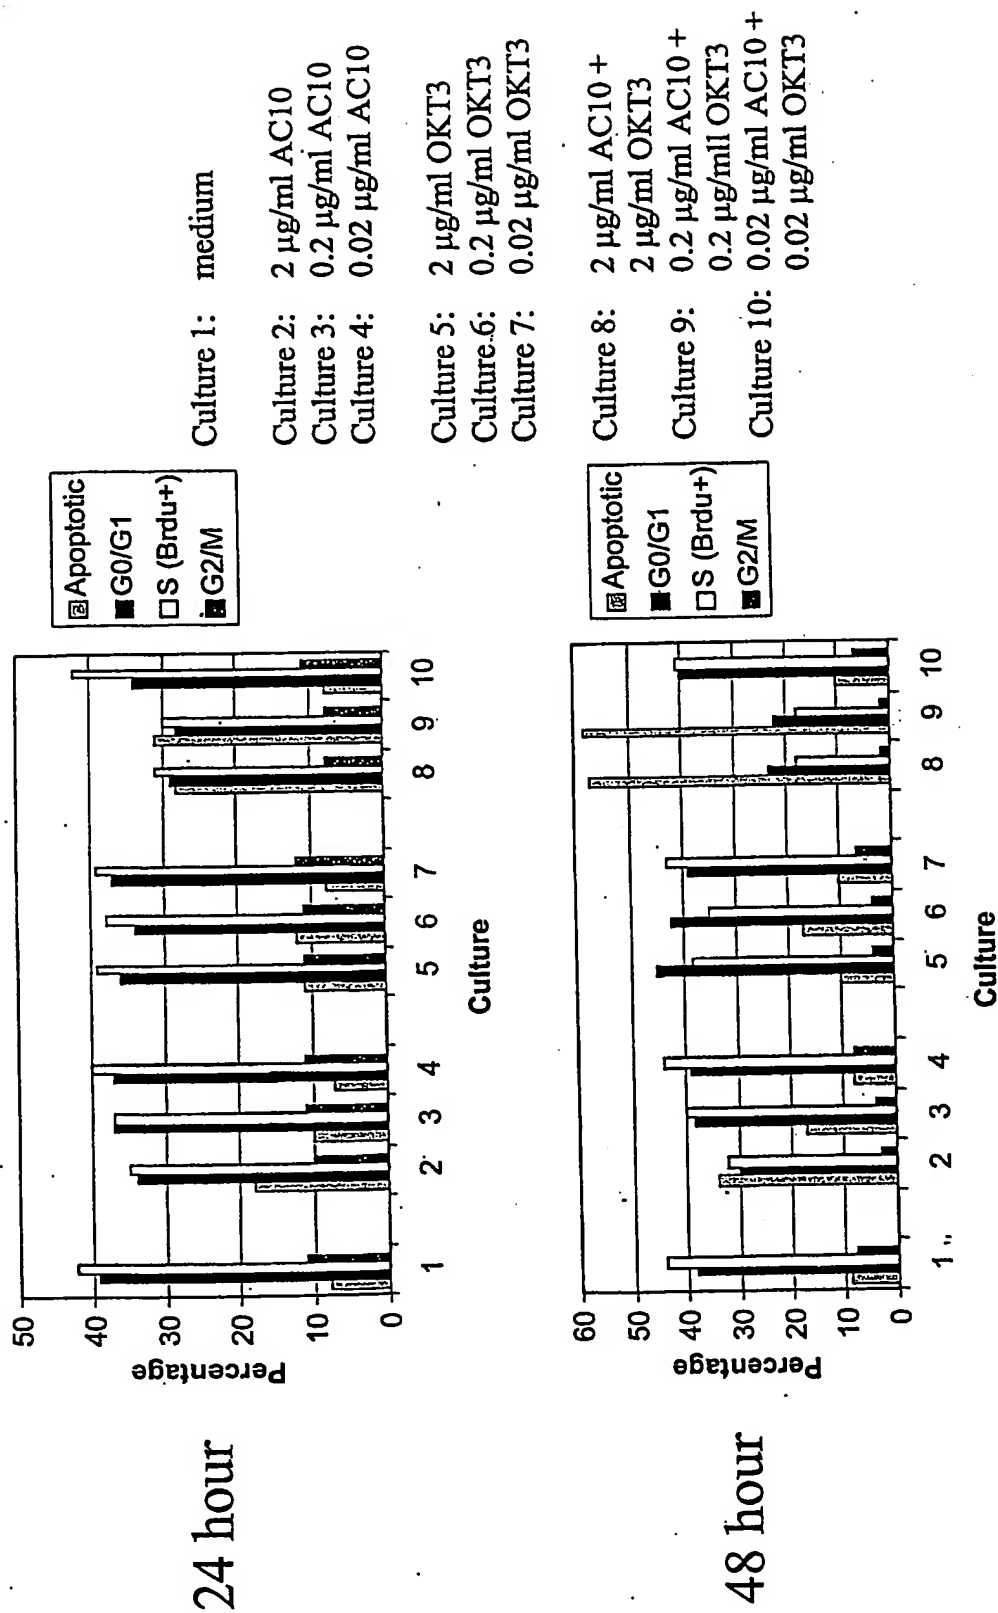 24 hour
Percentage
50
40
30
20
10
0
1
2
3
4
5
6
7
8
9
10
Culture
Apoptotic
G0/G1
S (Brdu+)
G2/M
48 hour
Percentage
60
50
40
30
20
10
0
1
2
3
4
5
6
7
8
9
10
Culture
Apoptotic
G0/G1
S (Brdu+)
G2/M
Culture 1: medium
Culture 2: 2 µg/ml AC10
Culture 3: 0.2 µg/ml AC10
Culture 4: 0.02 µg/ml AC10
Culture 5: 2 µg/ml OKT3
Culture 6: 0.2 µg/ml OKT3
Culture 7: 0.02 µg/ml OKT3
Culture 8: 2 µg/ml AC10 +
2 µg/ml OKT3
Culture 9: 0.2 µg/ml AC10 +
0.2 µg/mll OKT3
Culture 10: 0.02 µg/ml AC10 +
0.02 µg/ml OKT3